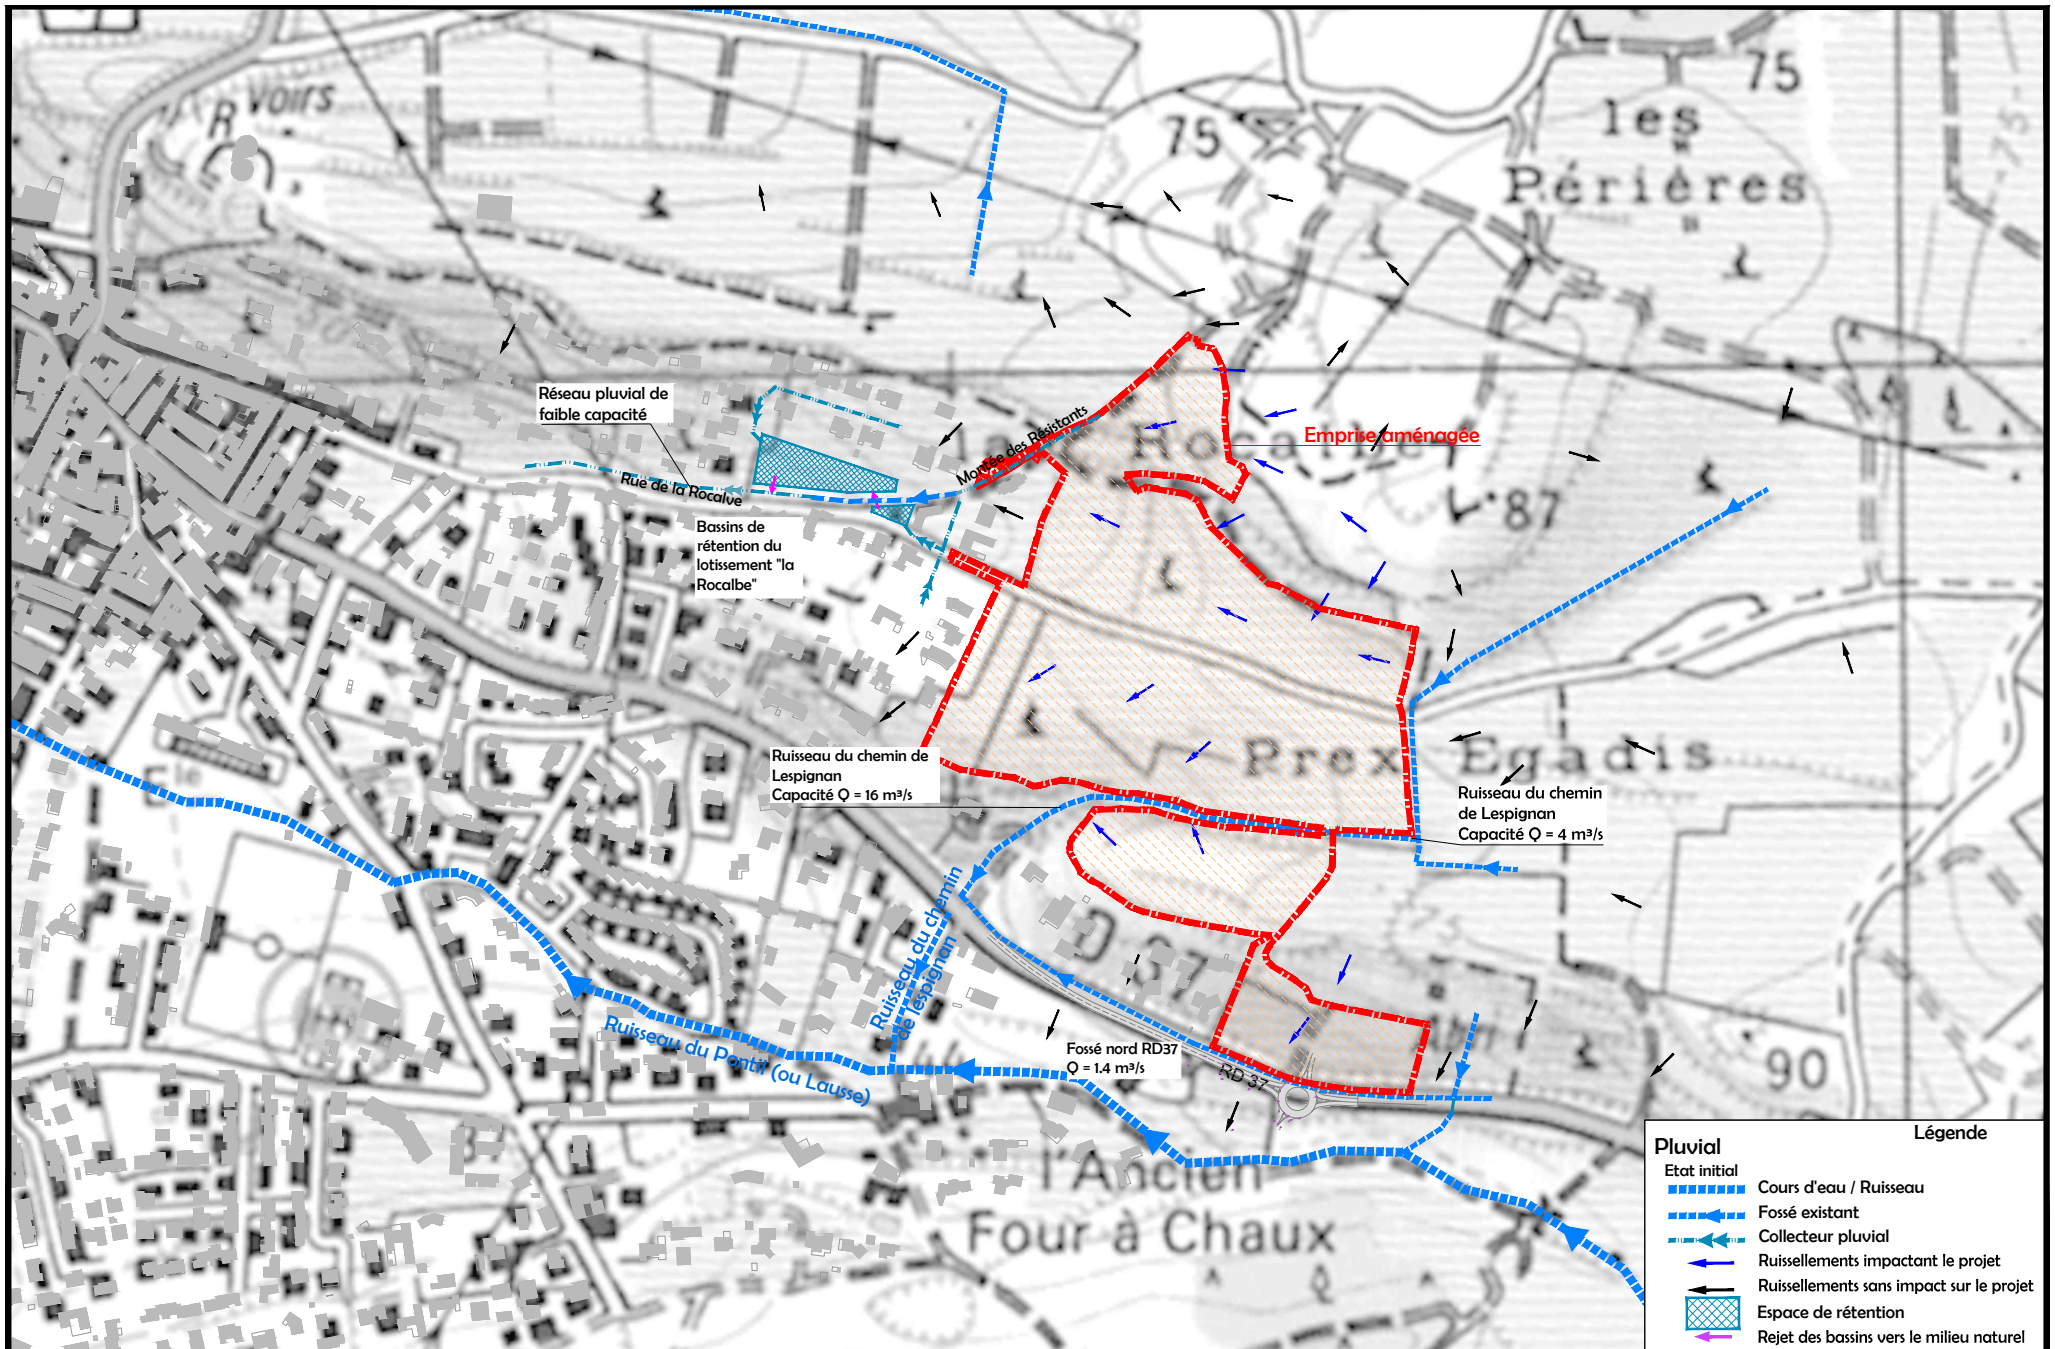 75
les
Périères
75
R
voirs
Réseau pluvial de
faible capacité
Montée des Résistants
Emprise aménagée
Rue de la Rocalve
87
Bassins de
rétention du
lotissement "la
Rocalbe"
Ruisseau du chemin de
Lespignan
Capacité Q = 16 m³/s
Prex Egadis
Ruisseau du chemin
de Lespignan
Capacité Q = 4 m³/s
Ruisseau du chemin
de lespignan
D 37
Ruisseau du Pontil (ou Lausse)
Fossé nord RD37
Q = 1.4 m³/s
RD 37
90
l'Ancien
Four à Chaux
Légende
Pluvial
Etat initial
Cours d'eau / Ruisseau
Fossé existant
Collecteur pluvial
Ruissellements impactant le projet
Ruissellements sans impact sur le projet
Espace de rétention
Rejet des bassins vers le milieu naturel